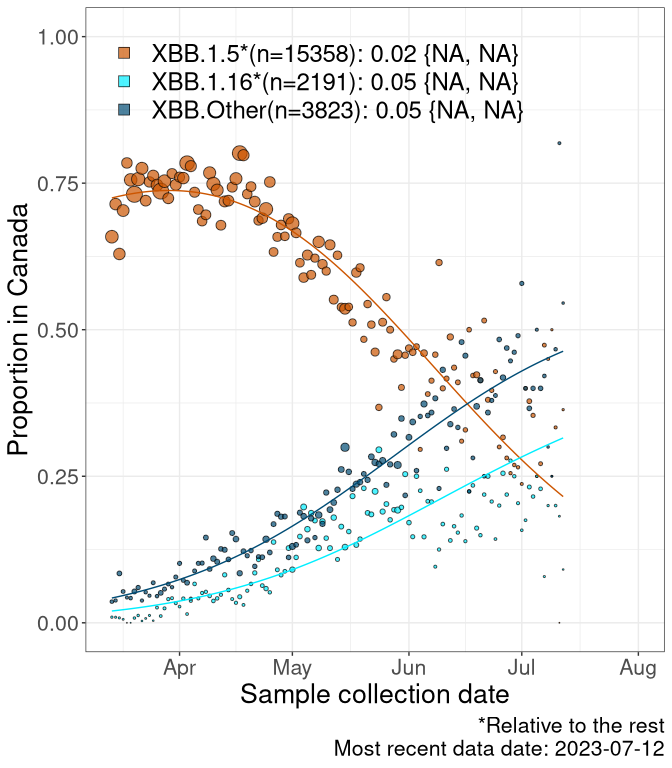 1.00
XBB.1.5*(n=15358): 0.02 {NA, NA}
XBB.1.16*(n=2191): 0.05 {NA, NA}
XBB.Other(n=3823): 0.05 {NA, NA}
0.75
Proportion in Canada
0.50
0.25
0.00
Apr May Jun Jul Aug
Sample collection date
*Relative to the rest
Most recent data date: 2023-07-12